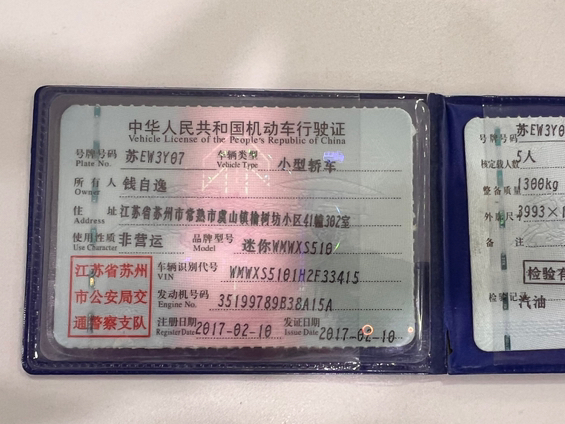 中华人民共和国机动车行驶证
Vehicle License of the People's Republic of China
号牌号码 苏EW3Y07 车辆类型 小型轿车
Plate No. Vehicle Type
所有人 钱自逸
Owner
住址 江苏省苏州市常熟市虞山镇榆树坊小区41幢302室
Address
使用性质 非营运 品牌型号 迷你WMWXS510
Use Character Model
江苏省苏州
市公安局交
通警察支队
车辆识别代号 WMWXS5101H2F33415
VIN
发动机号码 35199789B38A15A
Engine No.
注册日期 2017-02-10 发证日期 2017-02-10
Register Date Issue Date
号牌号码 苏EW3Y0
核定载人数 5人
整备质量 1300kg
外廓尺 3993×1
备注
检验有
检验记
汽油